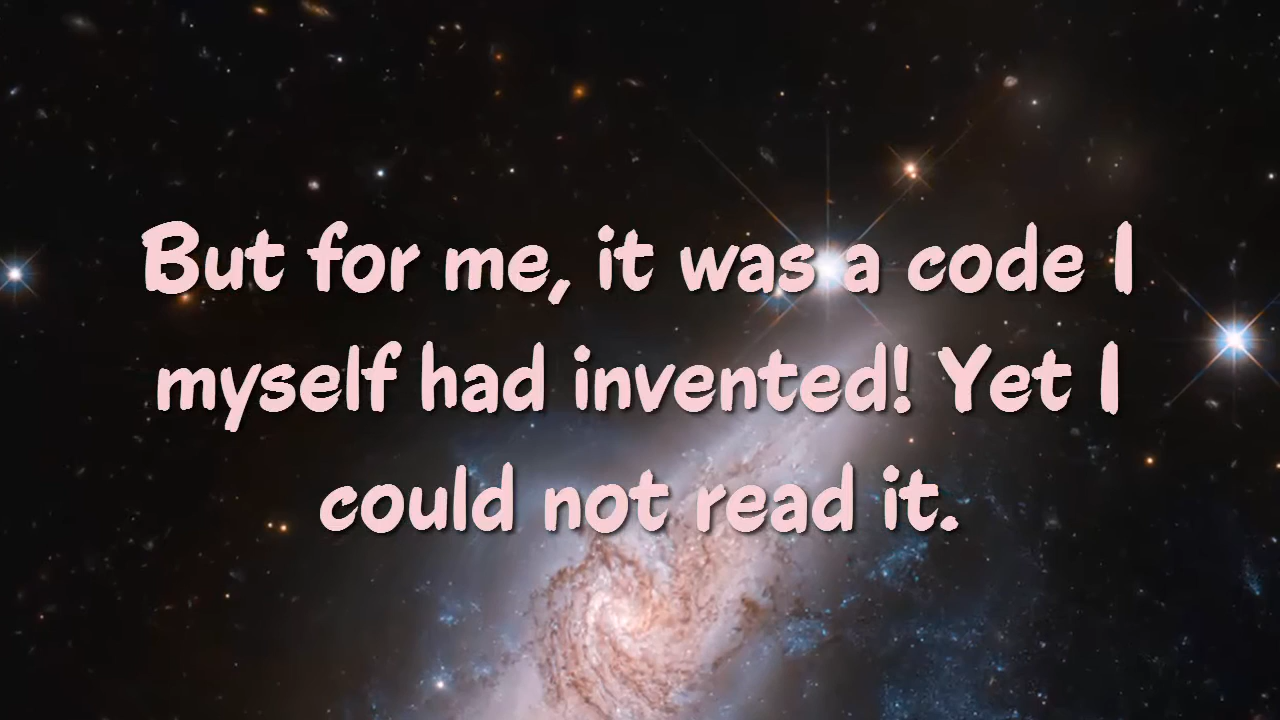 But for me, it was a code I
myself had invented! Yet I
could not read it.